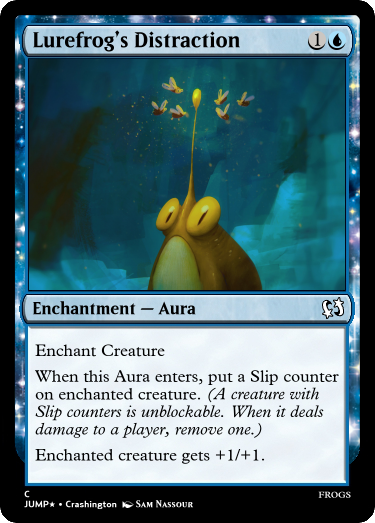 Lurefrog's Distraction 1
Enchantment — Aura
Enchant Creature
When this Aura enters, put a Slip counter
on enchanted creature. (A creature with
Slip counters is unblockable. When it deals
damage to a player, remove one.)
Enchanted creature gets +1/+1.
C FROGS
JUMP★ • Crashington Sam Nassour